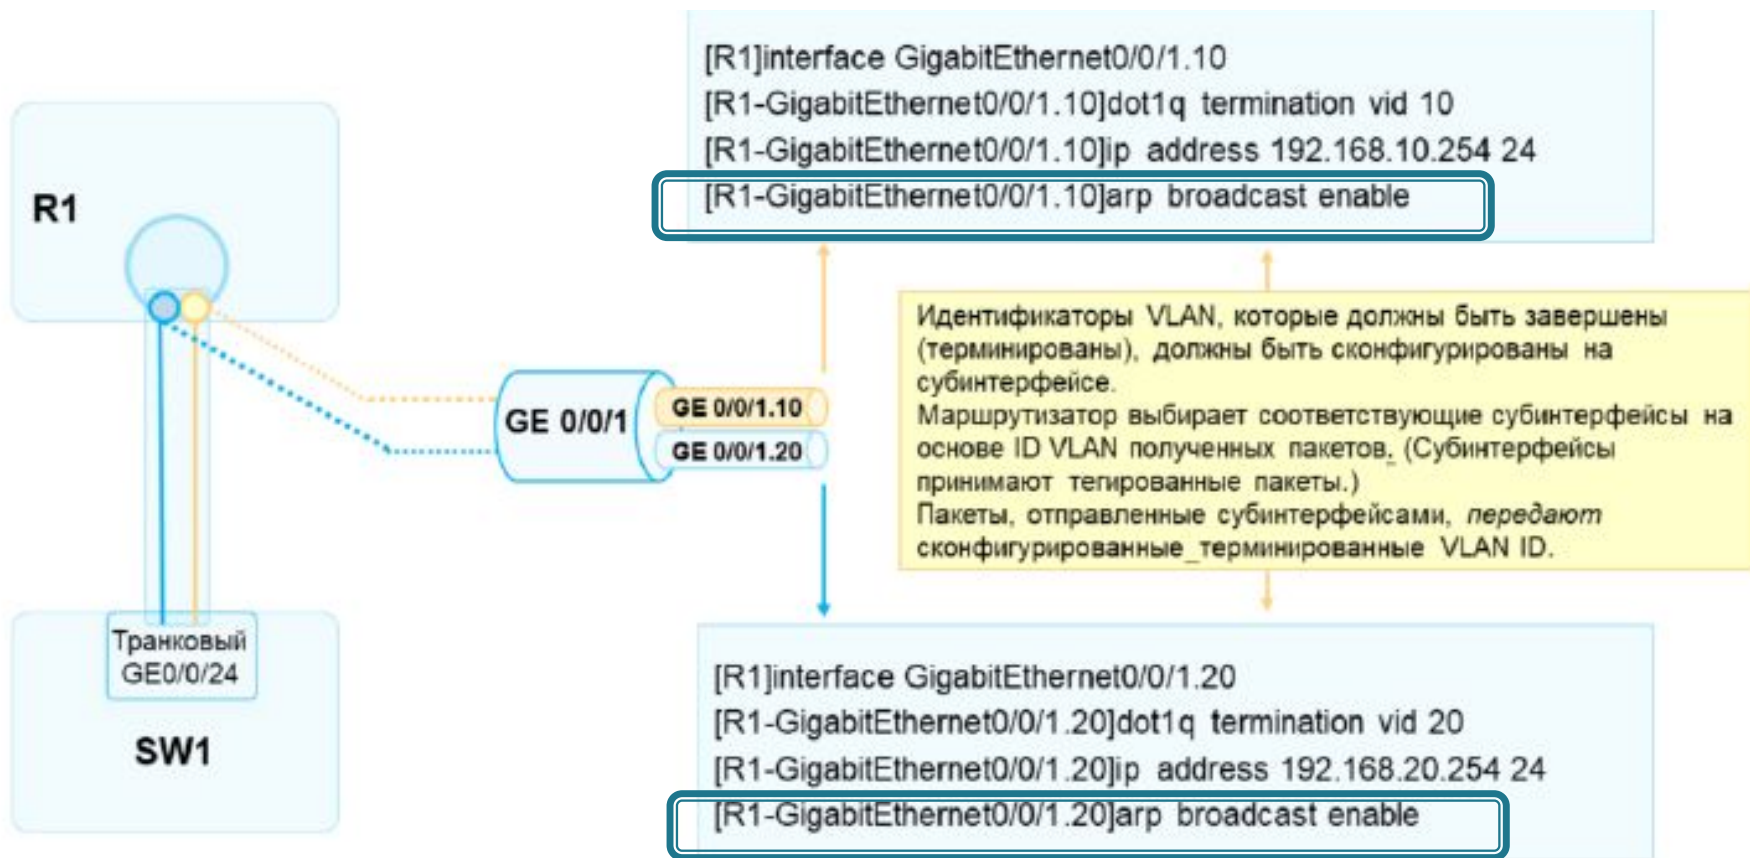 [R1]interface GigabitEthernet0/0/1.10
[R1-GigabitEthernet0/0/1.10]dot1q termination vid 10
[R1-GigabitEthernet0/0/1.10]ip address 192.168.10.254 24
[R1-GigabitEthernet0/0/1.10]arp broadcast enable
R1
Идентификаторы VLAN, которые должны быть завершены
(терминированы), должны быть сконфигурированы на
субинтерфейсе.
Маршрутизатор выбирает соответствующие субинтерфейсы на
основе ID VLAN полученных пакетов. (Субинтерфейсы
принимают тегированные пакеты.)
Пакеты, отправленные субинтерфейсами, передают
сконфигурированные_терминированные VLAN ID.
GE 0/0/1
GE 0/0/1.10
GE 0/0/1.20
Транковый
GE0/0/24
SW1
[R1]interface GigabitEthernet0/0/1.20
[R1-GigabitEthernet0/0/1.20]dot1q termination vid 20
[R1-GigabitEthernet0/0/1.20]ip address 192.168.20.254 24
[R1-GigabitEthernet0/0/1.20]arp broadcast enable